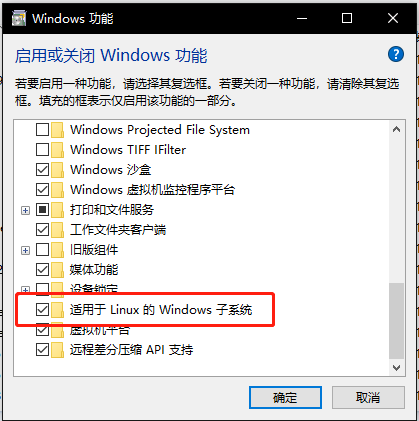 Windows 功能
启用或关闭 Windows 功能
若要启用一种功能，请选择其复选框。若要关闭一种功能，请清除其复选
框。填充的框表示仅启用该功能的一部分。
Windows Projected File System
Windows TIFF IFilter
Windows 沙盒
Windows 虚拟机监控程序平台
打印和文件服务
工作文件夹客户端
旧版组件
媒体功能
设备锁定
适用于 Linux 的 Windows 子系统
虚拟机平台
远程差分压缩 API 支持
确定
取消